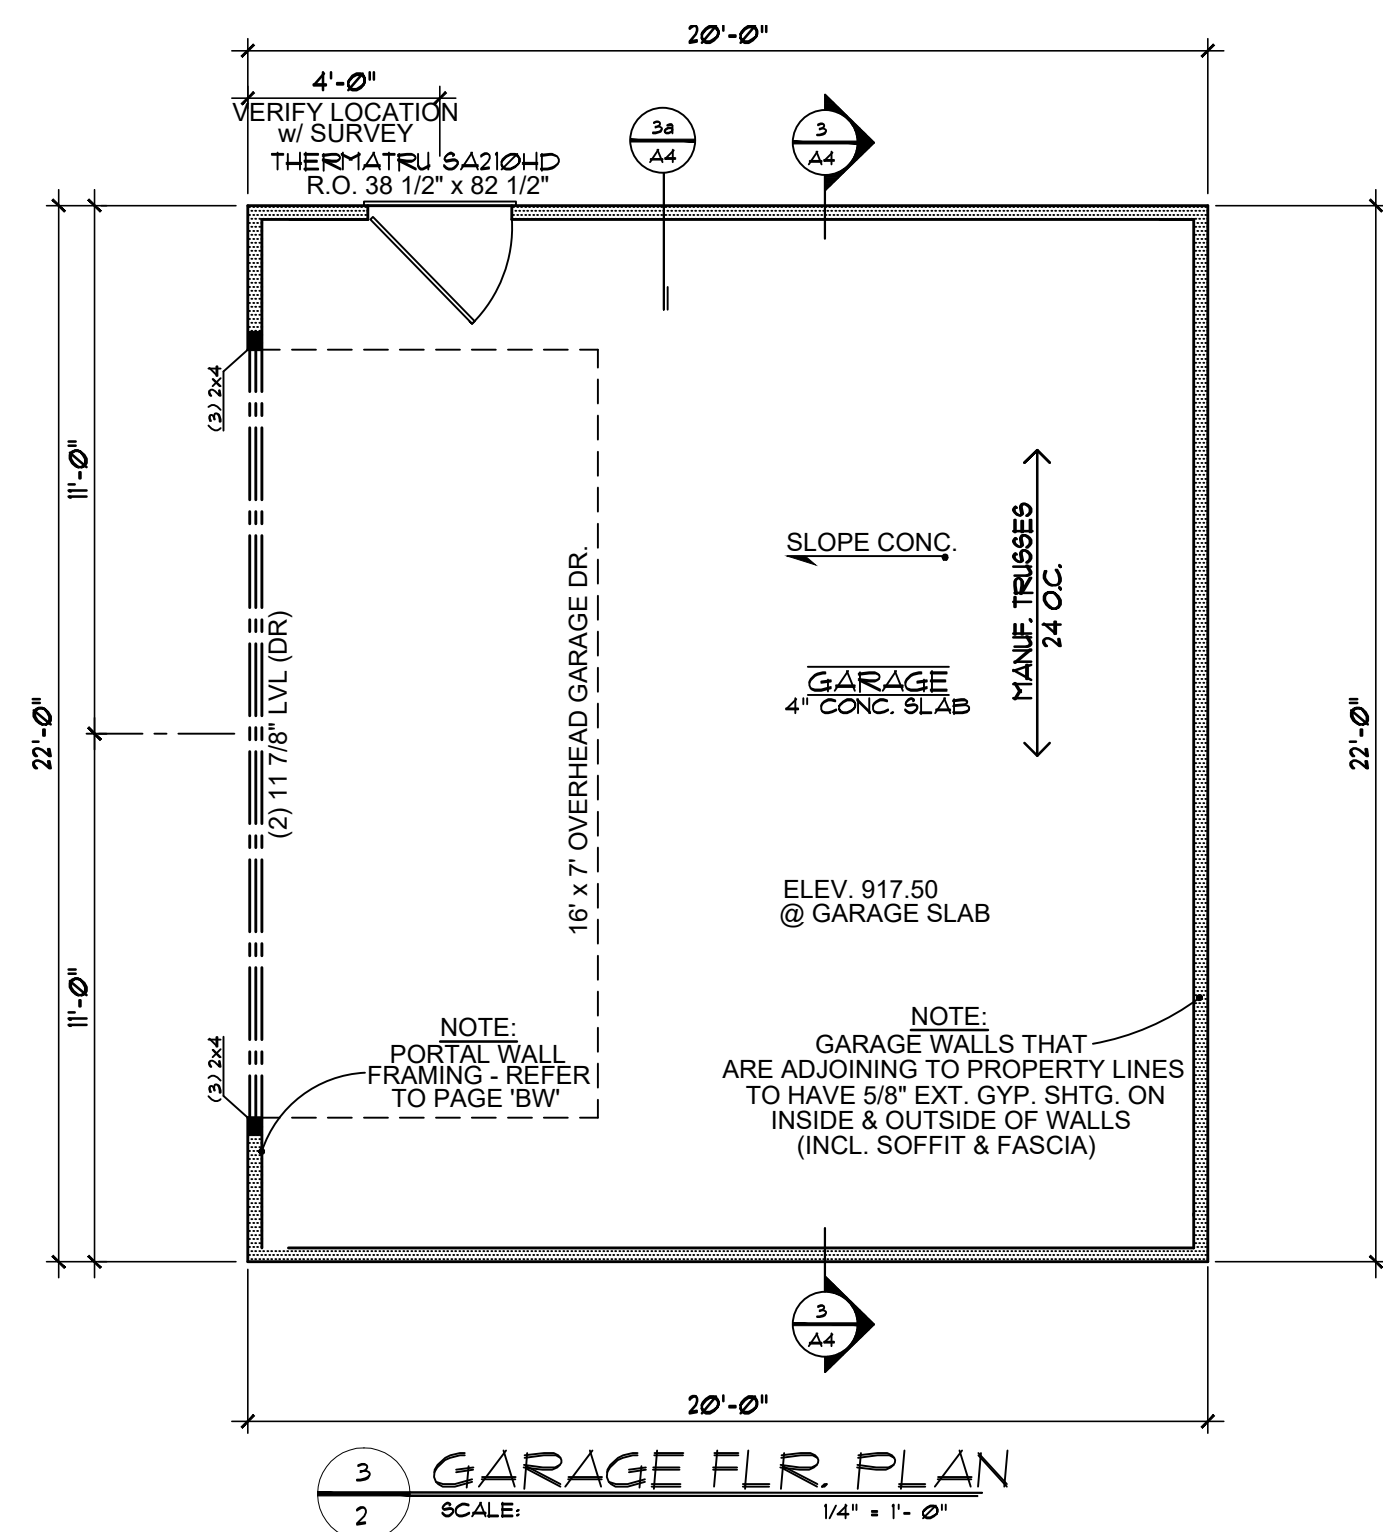 20'-0"
4'-0"
VERIFY LOCATION
w/ SURVEY
THERMATRU SA210HD
R.O. 38 1/2" x 82 1/2"
3a
A4
3
A4
(3) 2x4
11'-0"
22'-0"
11'-0"
(3) 2x4
(2) 11 7/8" LVL (DR)
16' x 7' OVERHEAD GARAGE DR.
SLOPE CONC.
MANUF. TRUSSES
24 O.C.
GARAGE
4" CONC. SLAB
22'-0"
ELEV. 917.50
@ GARAGE SLAB
NOTE:
PORTAL WALL
FRAMING - REFER
TO PAGE 'BW'
NOTE:
GARAGE WALLS THAT
ARE ADJOINING TO PROPERTY LINES
TO HAVE 5/8" EXT. GYP. SHTG. ON
INSIDE & OUTSIDE OF WALLS
(INCL. SOFFIT & FASCIA)
3
A4
20'-0"
3
2
GARAGE FLR. PLAN
SCALE: 1/4" = 1'- 0"